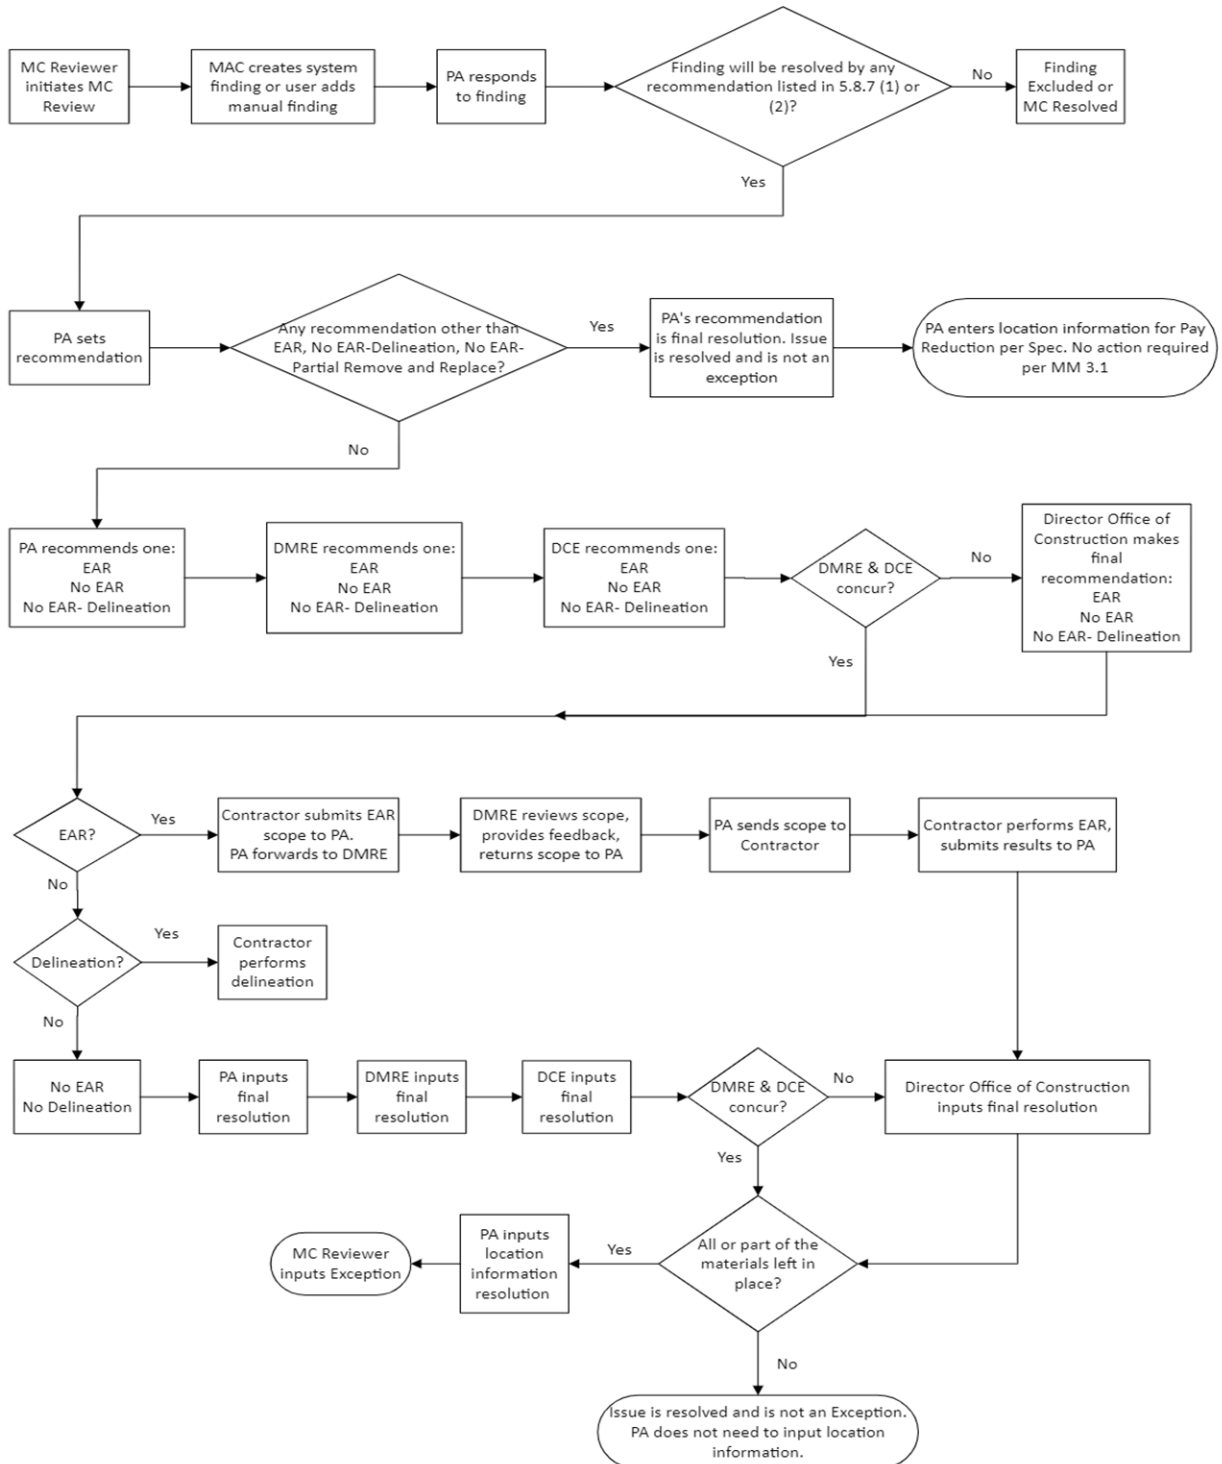 MC Reviewer
initiates MC
Review
MAC creates system
finding or user adds
manual finding
PA responds
to finding
Finding will be resolved by any
recommendation listed in 5.8.7 (1) or
(2)?
No
Finding
Excluded or
MC Resolved
Yes
PA sets
recommendation
Any recommendation other than
EAR, No EAR-Delineation, No EAR-
Partial Remove and Replace?
Yes
PA's recommendation
is final resolution. Issue
is resolved and is not an
exception
PA enters location information for Pay
Reduction per Spec. No action required
per MM 3.1
No
PA recommends one:
EAR
No EAR
No EAR- Delineation
DMRE recommends one:
EAR
No EAR
No EAR- Delineation
DCE recommends one:
EAR
No EAR
No EAR- Delineation
DMRE & DCE
concur?
No
Director Office of
Construction makes
final
recommendation:
EAR
No EAR
No EAR- Delineation
Yes
EAR?
Yes
Contractor submits EAR
scope to PA.
PA forwards to DMRE
DMRE reviews scope,
provides feedback,
returns scope to PA
PA sends scope to
Contractor
Contractor performs EAR,
submits results to PA
No
Delineation?
Yes
Contractor
performs
delineation
No
No EAR
No Delineation
PA inputs
final
resolution
DMRE inputs
final
resolution
DCE inputs
final
resolution
DMRE & DCE
concur?
No
Director Office of Construction
inputs final resolution
Yes
All or part of the
materials left in
place?
Yes
PA inputs
location
information
resolution
MC Reviewer
inputs Exception
No
Issue is resolved and is not an Exception.
PA does not need to input location
information.